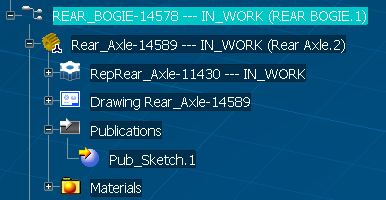 REAR_BOGIE-14578 --- IN_WORK (REAR BOGIE.1)
Rear_Axle-14589 --- IN_WORK (Rear Axle.2)
RepRear_Axle-11430 --- IN_WORK
Drawing Rear_Axle-14589
Publications
Pub_Sketch.1
Materials